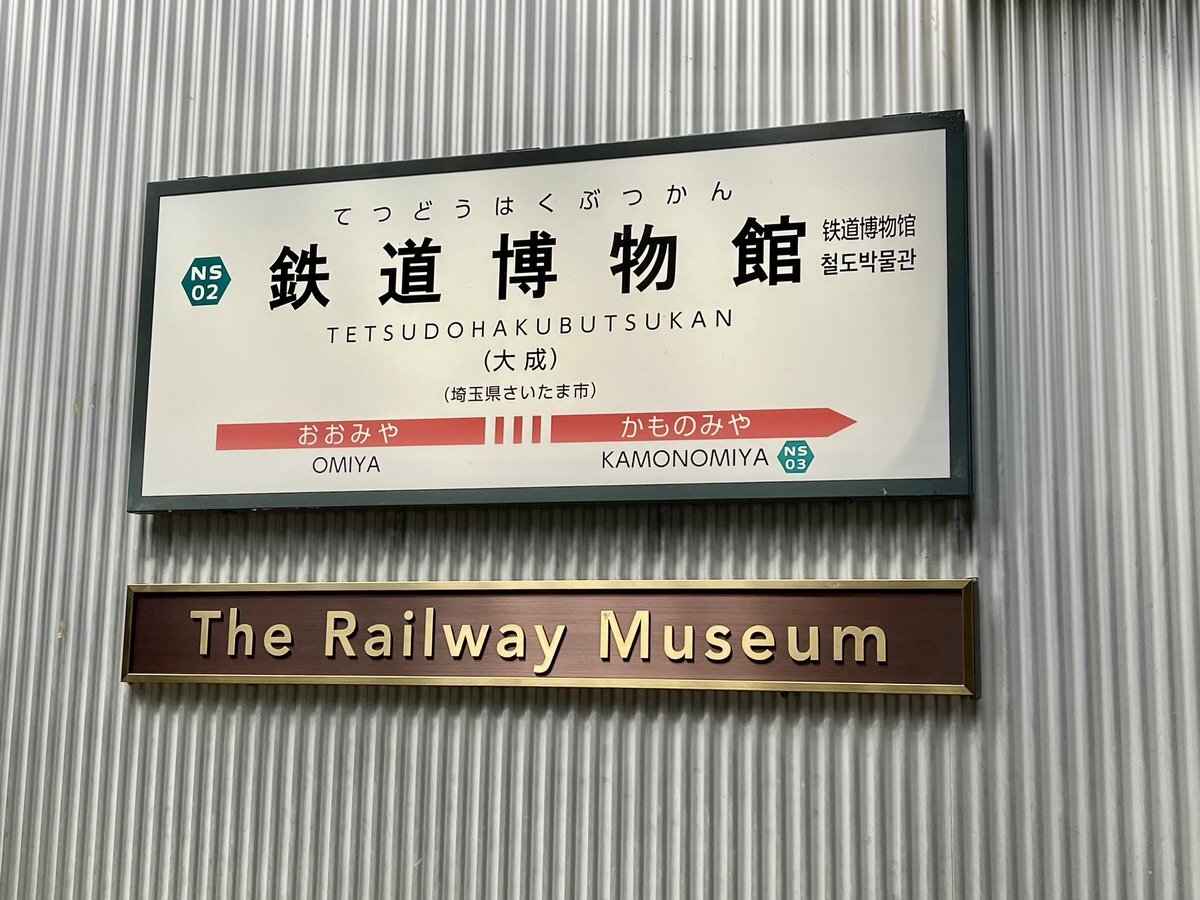 てつどうはくぶつかん
NS
02
鉄道博物館
铁道博物馆
철도박물관
TETSUDOHAKUBUTSUKAN
(大成)
(埼玉県さいたま市)
おおみや
かものみや
OMIYA
KAMONOMIYA
NS
03
The Railway Museum